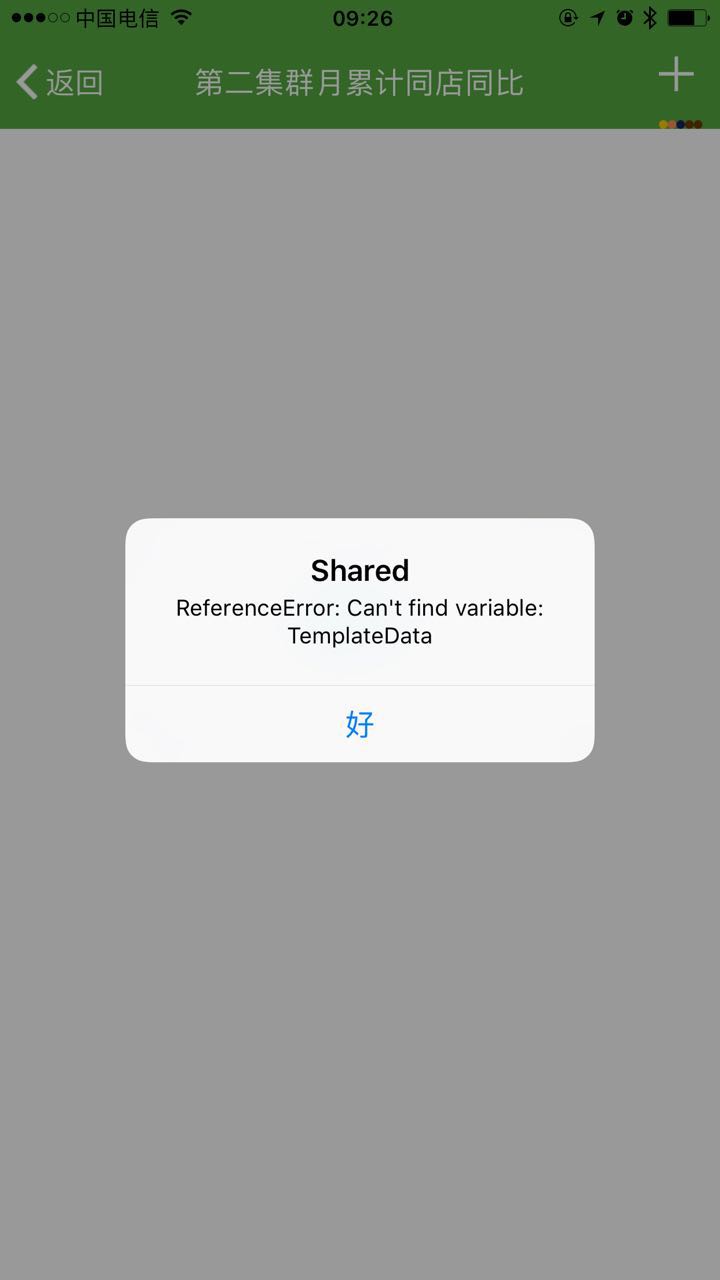 中国电信
09:26
返回
第二集群月累计同店同比
Shared
ReferenceError: Can't find variable:
TemplateData
好